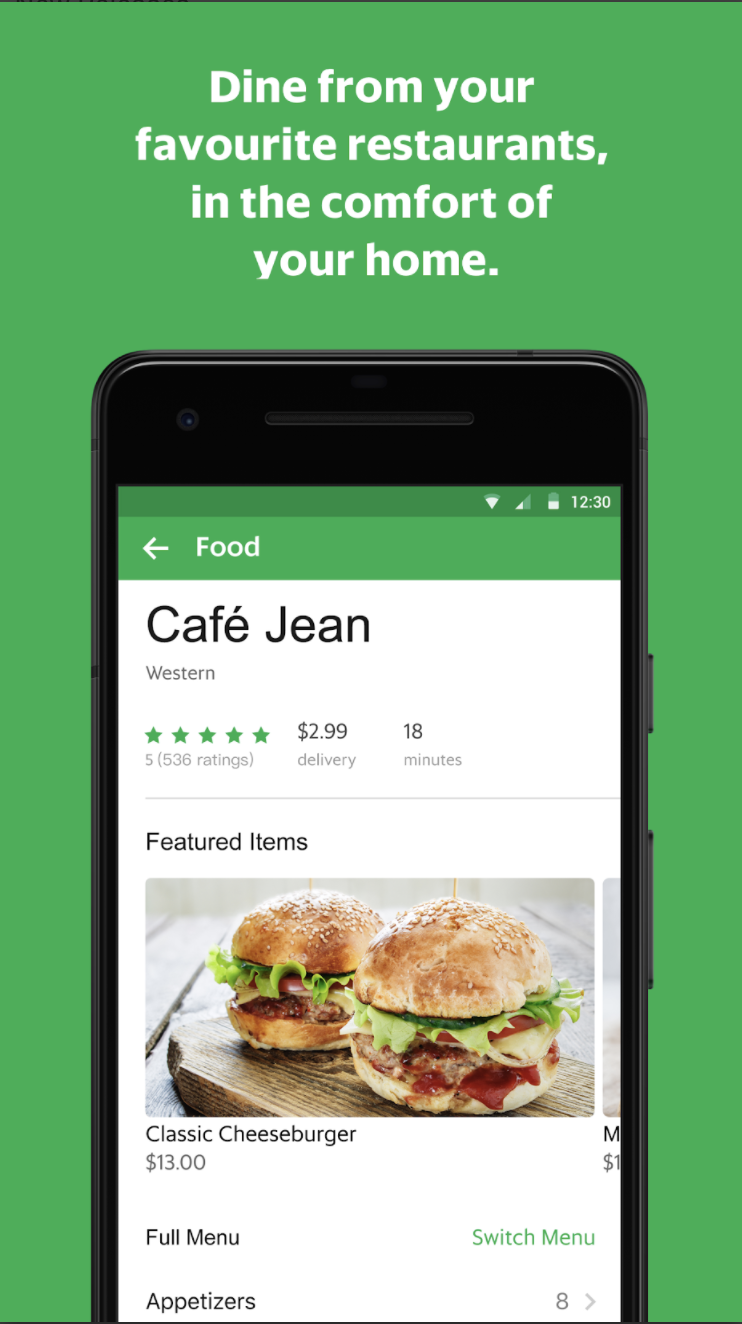 Dine from your
favourite restaurants,
in the comfort of
your home.
12:30
Food
Café Jean
Western
$2.99
18
5 (536 ratings)
delivery
minutes
Featured Items
Classic Cheeseburger
$13.00
Full Menu
Switch Menu
Appetizers
8